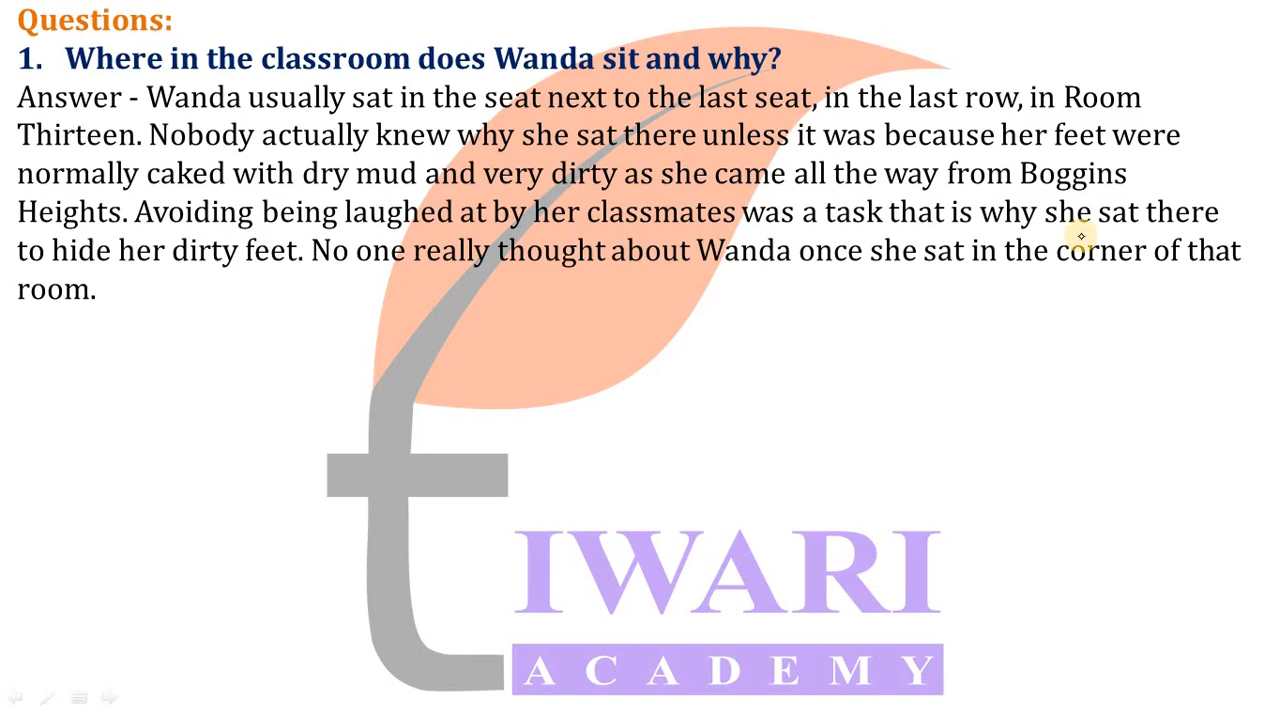 Questions:
1. Where in the classroom does Wanda sit and why?
Answer - Wanda usually sat in the seat next to the last seat, in the last row, in Room
Thirteen. Nobody actually knew why she sat there unless it was because her feet were
normally caked with dry mud and very dirty as she came all the way from Boggins
Heights. Avoiding being laughed at by her classmates was a task that is why she sat there
to hide her dirty feet. No one really thought about Wanda once she sat in the corner of that
room.
tIWARI
ACADEMY